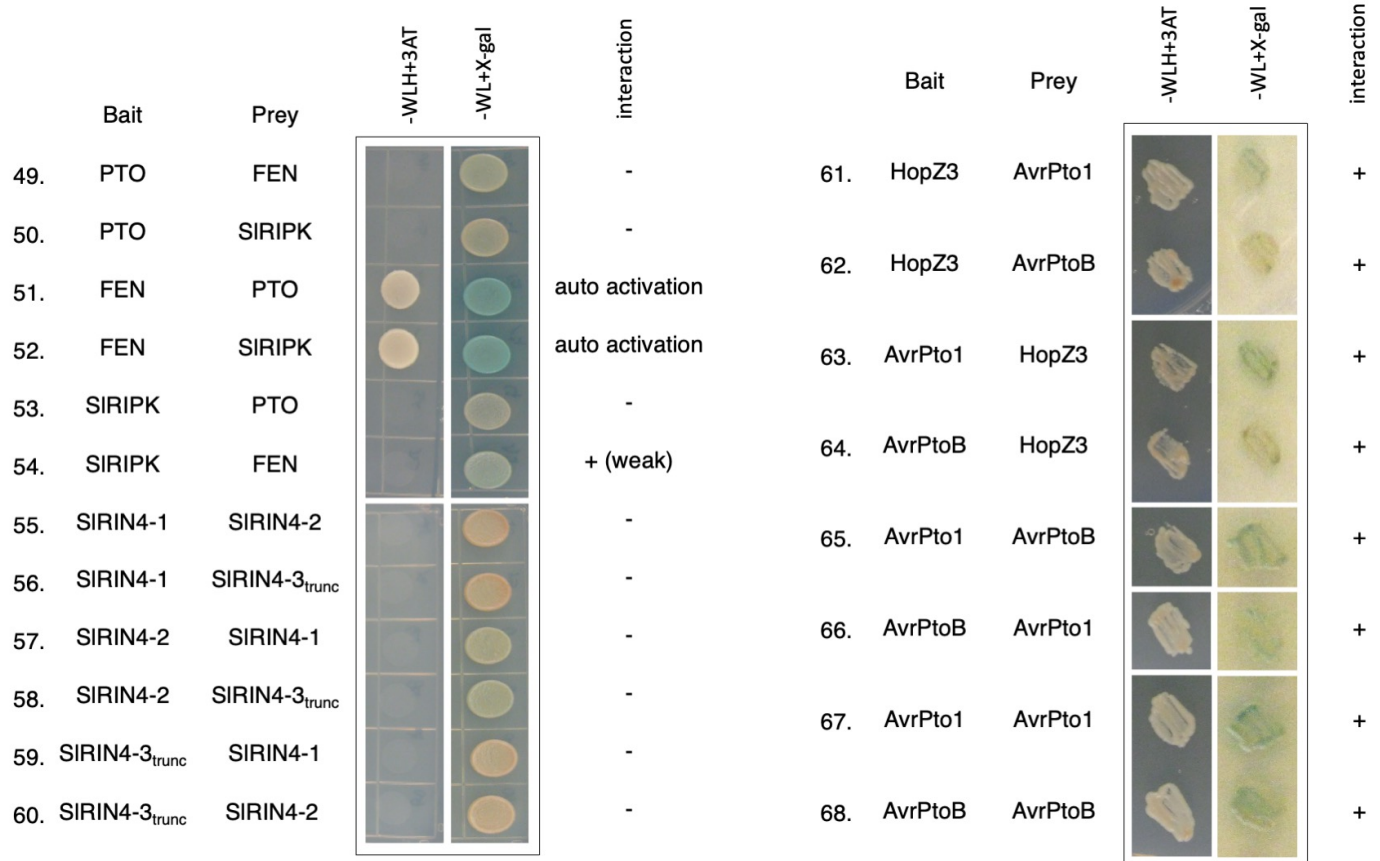 Bait Prey -WLH+3AT -WL+X-gal interaction
49. PTO FEN -
50. PTO SlRIPK -
51. FEN PTO auto activation
52. FEN SlRIPK auto activation
53. SlRIPK PTO -
54. SlRIPK FEN + (weak)
55. SlRIN4-1 SlRIN4-2 -
56. SlRIN4-1 SlRIN4-3trunc -
57. SlRIN4-2 SlRIN4-1 -
58. SlRIN4-2 SlRIN4-3trunc -
59. SlRIN4-3trunc SlRIN4-1 -
60. SlRIN4-3trunc SlRIN4-2 -
Bait Prey -WLH+3AT -WL+X-gal interaction
61. HopZ3 AvrPto1 +
62. HopZ3 AvrPtoB +
63. AvrPto1 HopZ3 +
64. AvrPtoB HopZ3 +
65. AvrPto1 AvrPtoB +
66. AvrPtoB AvrPto1 +
67. AvrPto1 AvrPto1 +
68. AvrPtoB AvrPtoB +